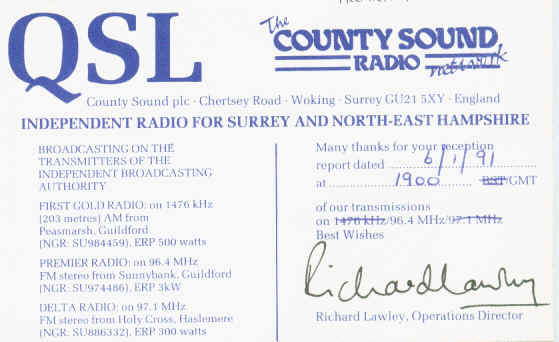 QSL
The
COUNTY SOUND
RADIO network
County Sound plc · Chertsey Road · Woking · Surrey GU21 5XY · England
INDEPENDENT RADIO FOR SURREY AND NORTH-EAST HAMPSHIRE
BROADCASTING ON THE
TRANSMITTERS OF THE
INDEPENDENT BROADCASTING
AUTHORITY
FIRST GOLD RADIO: on 1476 kHz
(203 metres) AM from
Peasmarsh, Guildford
(NGR: SU984459), ERP 500 watts
PREMIER RADIO: on 96.4 MHz
FM stereo from Sunnybank, Guildford
(NGR: SU974486), ERP 3kW
DELTA RADIO: on 97.1 MHz
FM stereo from Holy Cross, Haslemere
(NGR: SU886332), ERP 300 watts
Many thanks for your reception
report dated 6/1/91
at 1900 BST/GMT
of our transmissions
on 1476 kHz/96.4 MHz/97.1 MHz
Best Wishes
Richard Lawley
Richard Lawley, Operations Director